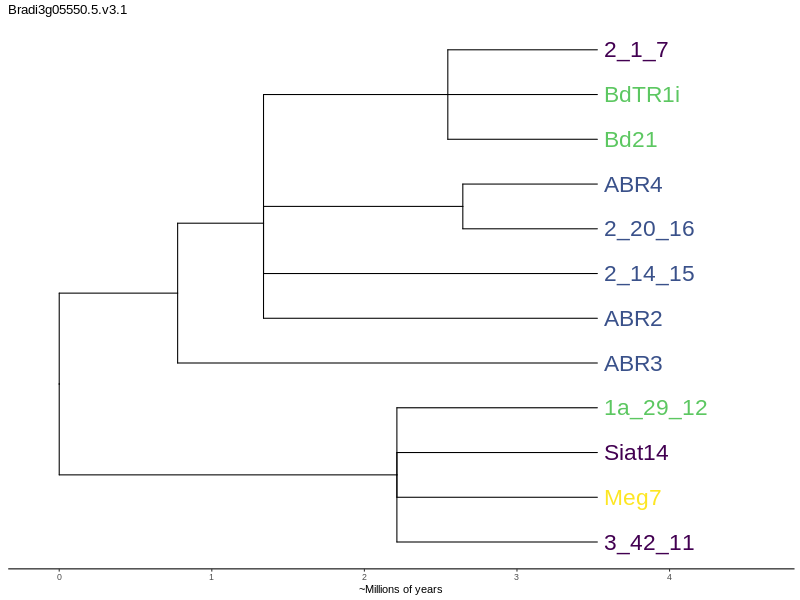 Bradi3g05550.5.v3.1
2_1_7
BdTR1i
Bd21
ABR4
2_20_16
2_14_15
ABR2
ABR3
1a_29_12
Siat14
Meg7
3_42_11
0 1 2 3 4
~Millions of years